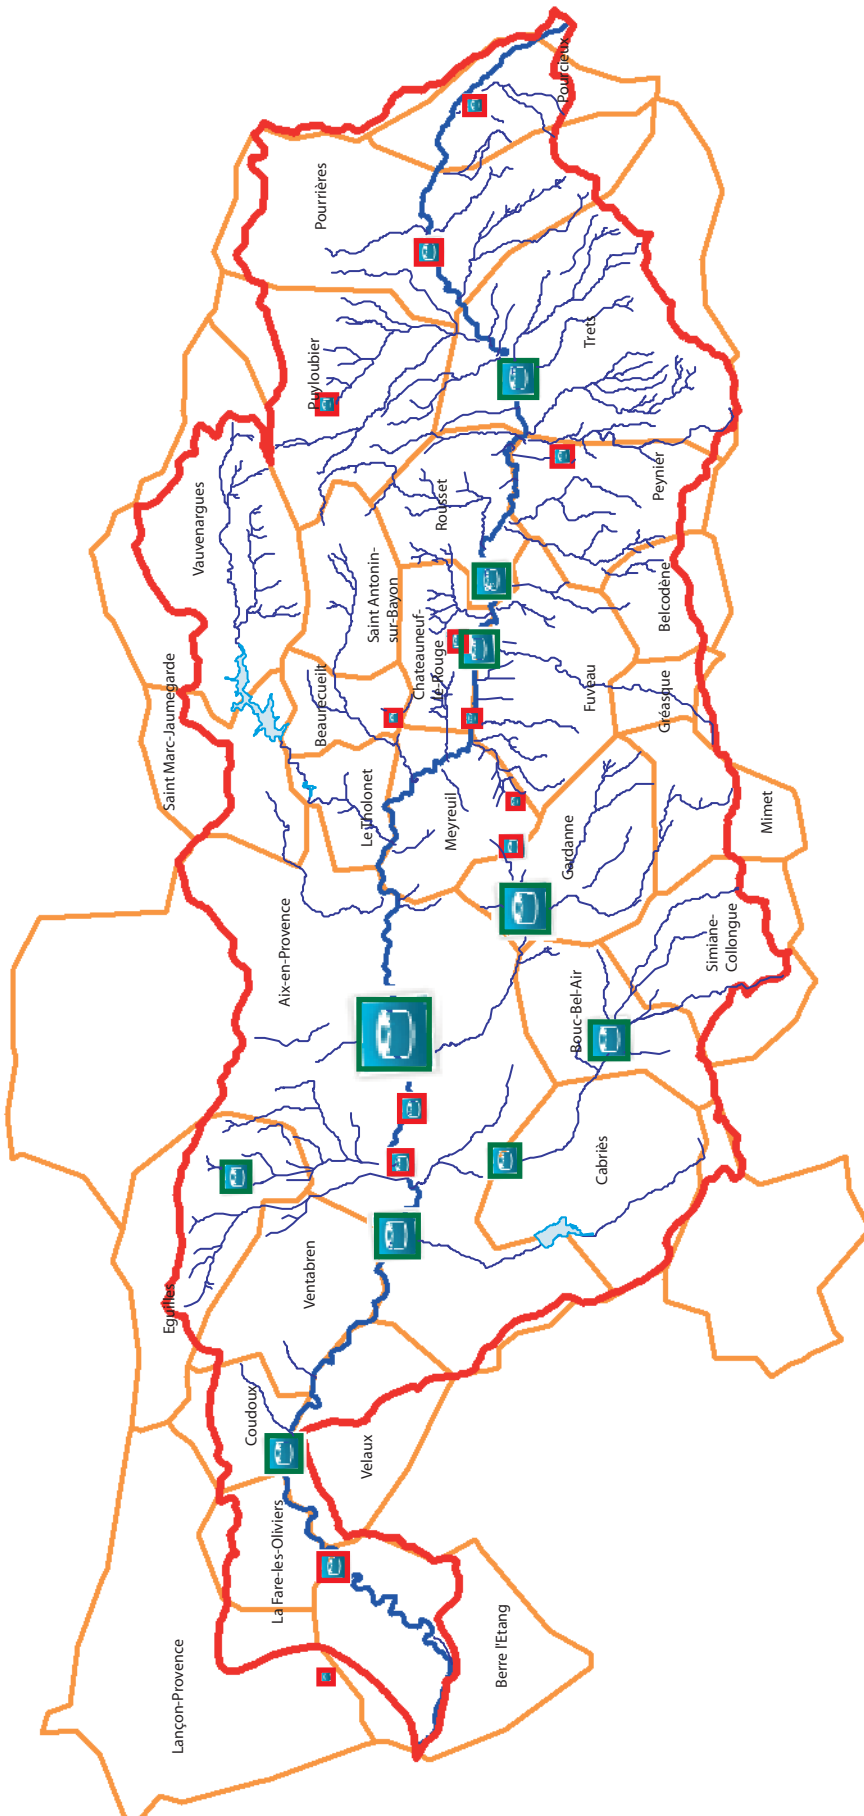 Lançon-Provence
La Fare-les-Oliviers
Berre l'Etang
Coudoux
Velaux
Eguilles
Ventabren
Cabriès
Aix-en-Provence
Bouc-Bel-Air
Simiane-
Collongue
Saint Marc-Jaumegarde
Le Tholonet
Meyreuil
Gardanne
Mimet
Beaurecueilt
Vauvenargues
Saint Antonin-
sur-Bayon
Chateauneuf-
le-Rouge
Fuveau
Gréasque
Belcodène
Rousset
Peynier
Puyloubier
Trets
Pourrières
Pourcieux